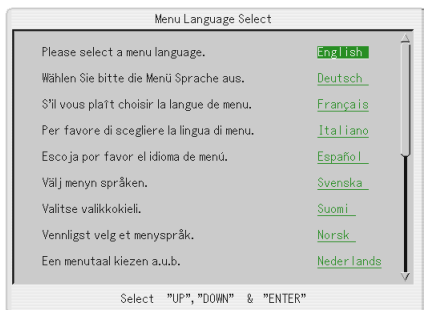 Menu Language Select
Please select a menu language. English
Wählen Sie bitte die Menü Sprache aus. Deutsch
S'il vous plaît choisir la langue de menu. Français
Per favore di scegliere la lingua di menu. Italiano
Escoja por favor el idioma de menú. Español
Välj menyn språken. Svenska
Valitse valikkokieli. Suomi
Vennligst velg et menyspråk. Norsk
Een menutaal kiezen a.u.b. Nederlands
Select "UP","DOWN" & "ENTER"